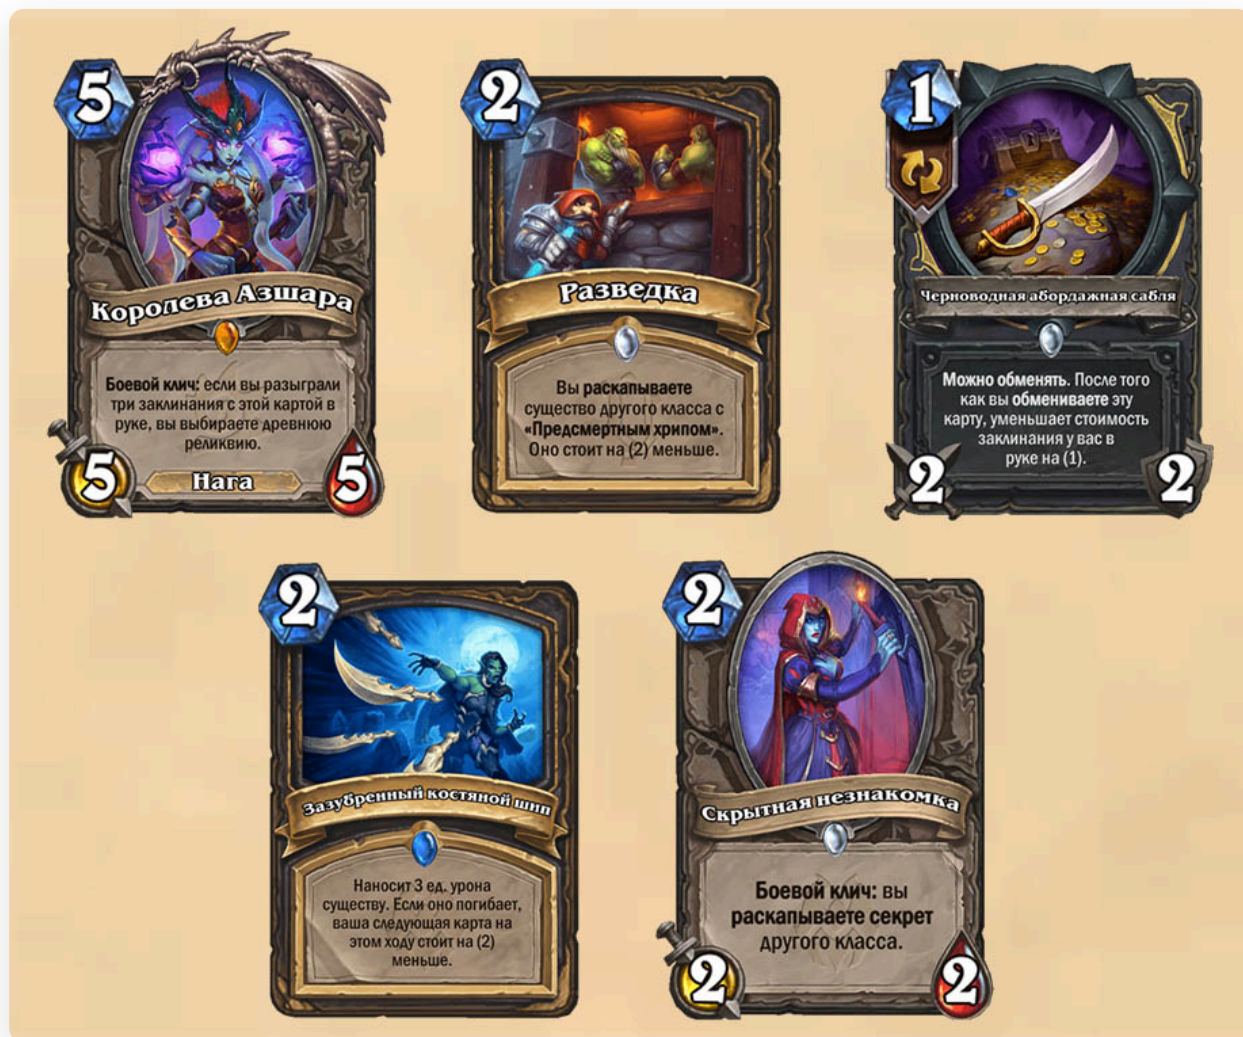 5
Королева Азшара
Боевой клич: если вы разыграли
три заклинания с этой картой в
руке, вы выбираете древнюю
реликвию.
5
Нага
5
2
Разведка
Вы раскапываете
существо другого класса с
«Предсмертным хрипом».
Оно стоит на (2) меньше.
1
Черноводная абордажная сабля
Можно обменять. После того
как вы обмениваете эту
карту, уменьшает стоимость
заклинания у вас в
руке на (1).
2
2
2
Зазубренный костяной шип
Наносит 3 ед. урона
существу. Если оно погибает,
ваша следующая карта на
этом ходу стоит на (2)
меньше.
2
Скрытная незнакомка
Боевой клич: вы
раскапываете секрет
другого класса.
2
2